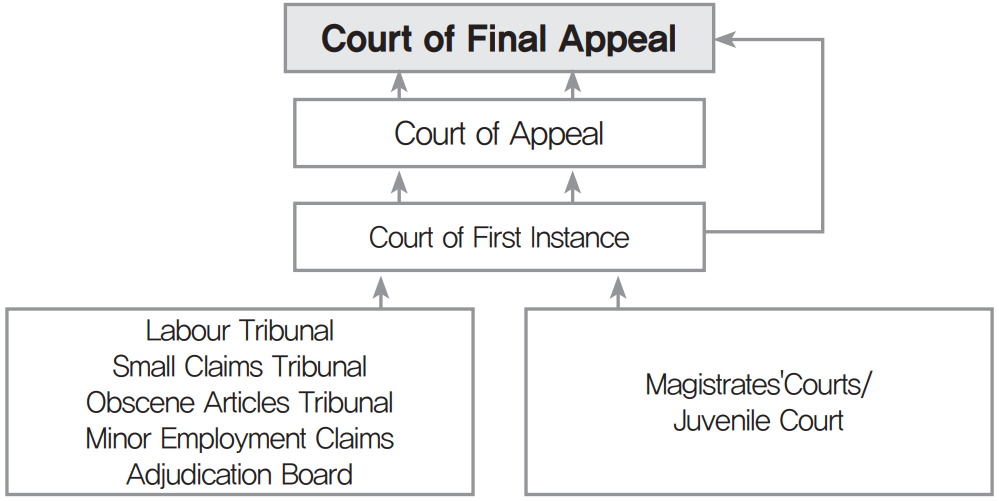 Court of Final Appeal
Court of Appeal
Court of First Instance
Labour Tribunal
Small Claims Tribunal
Obscene Articles Tribunal
Minor Employment Claims
Adjudication Board
Magistrates'Courts/
Juvenile Court